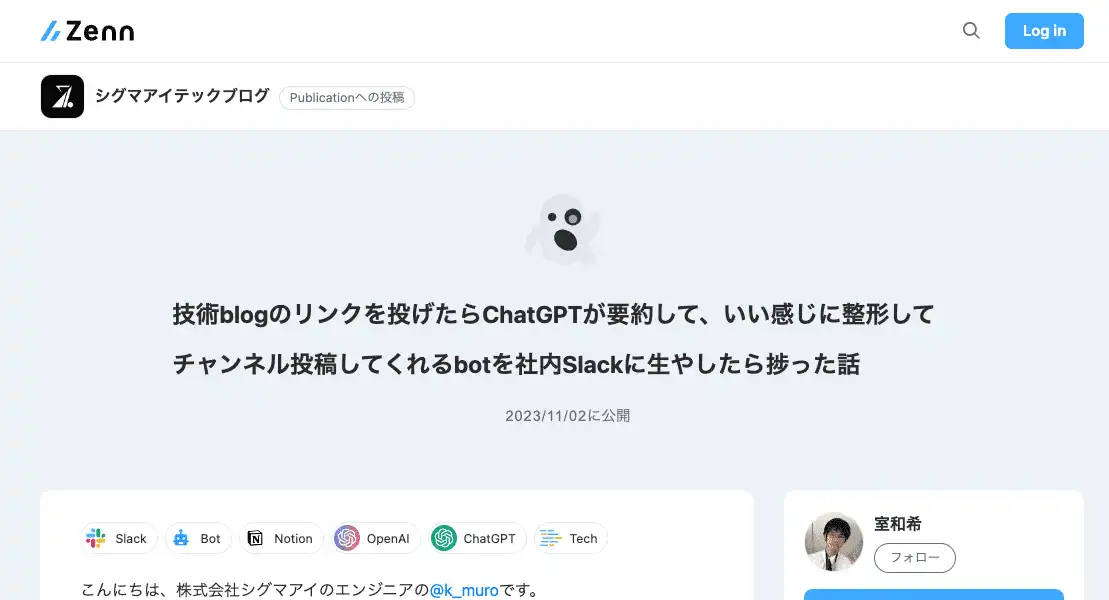 Zenn
Log in
シグマアイテックブログ
Publicationへの投稿
技術blogのリンクを投げたらChatGPTが要約して、いい感じに整形して
チャンネル投稿してくれるbotを社内Slackに生やしたら捗った話
2023/11/02に公開
Slack
Bot
Notion
OpenAI
ChatGPT
Tech
こんにちは、株式会社シグマアイのエンジニアの@k_muroです。
室和希
フォロー